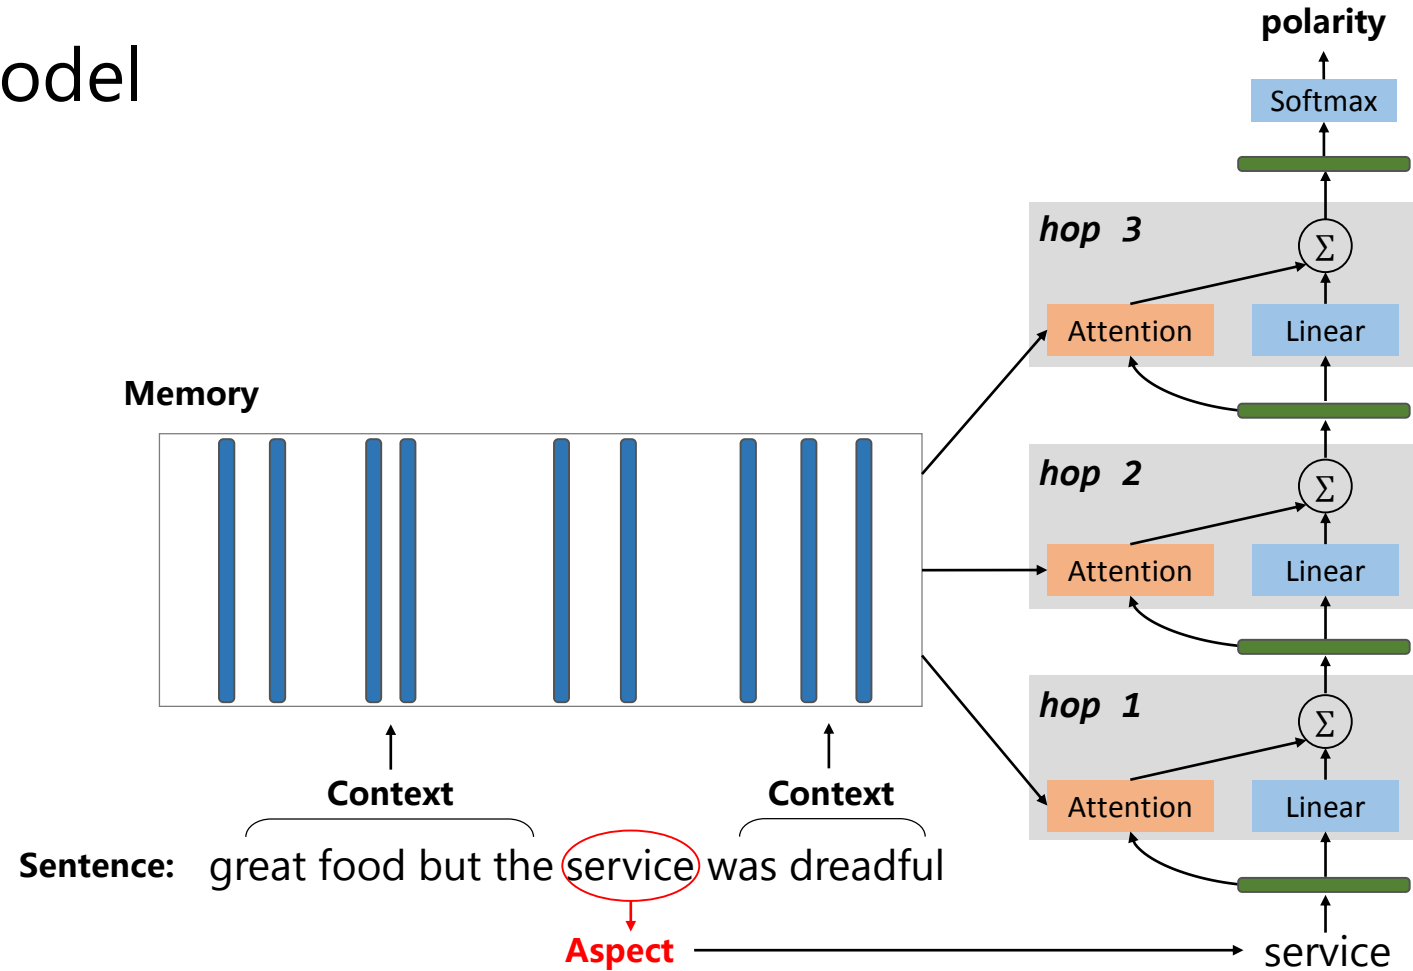 odel
polarity
Softmax
hop 3
Σ
Attention
Linear
Memory
hop 2
Σ
Attention
Linear
hop 1
Σ
Attention
Linear
Context
Context
Sentence: great food but the service was dreadful
Aspect
service